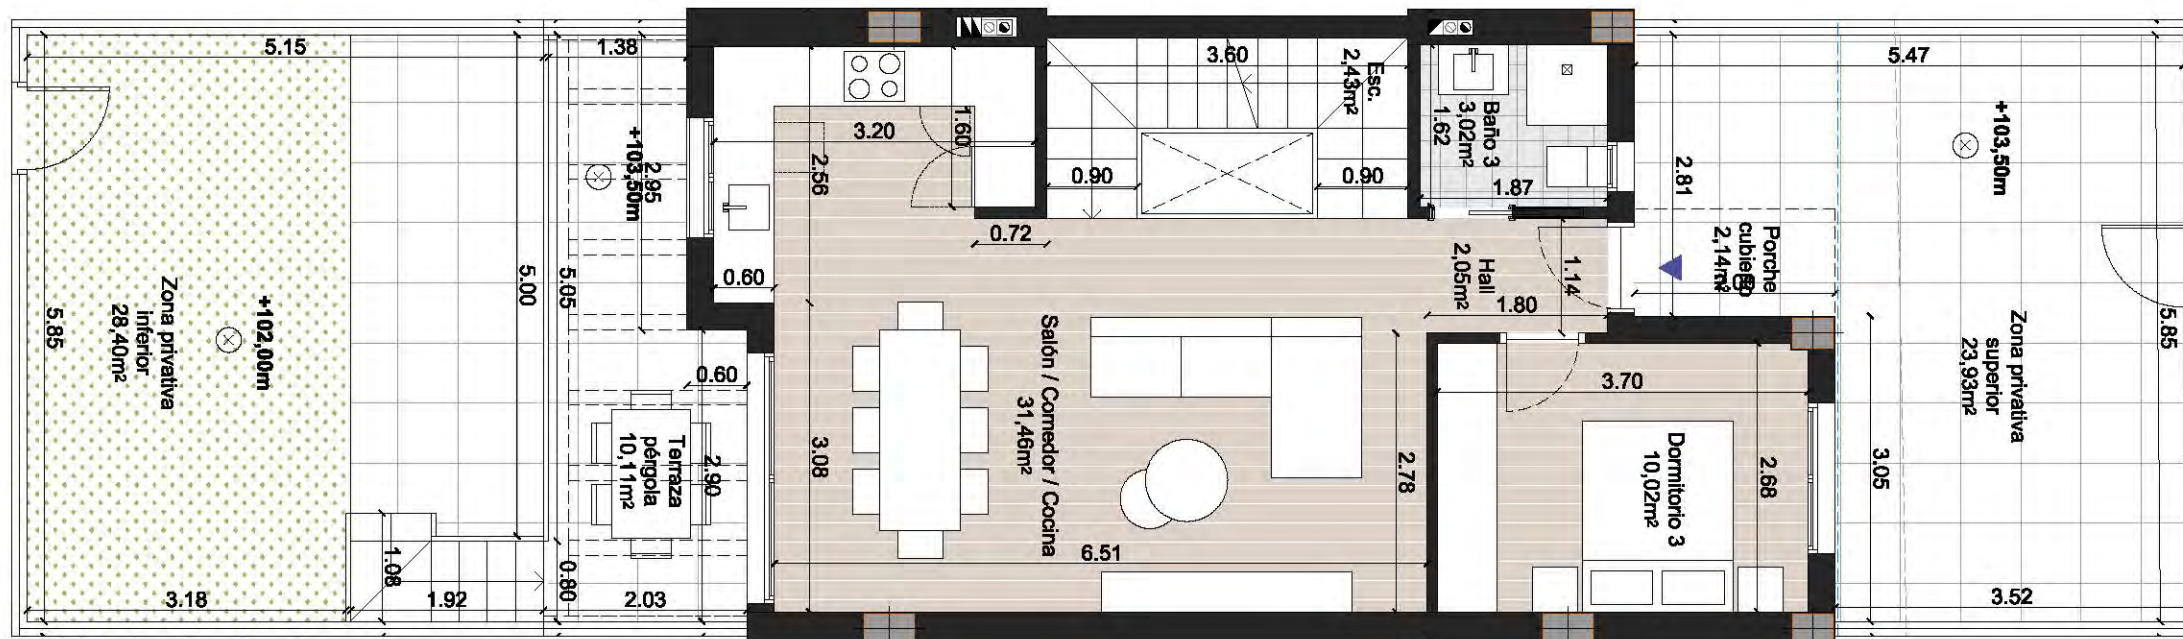 5.15
1.38
3.60
5.47
Esc.
2,43m²
Baño 3
3,02m²
1.62
1.60
3.20
2.56
+103,50m
2.95
+103,50m
2.81
0.90
0.90
1.87
0.72
0.60
Hall
2,05m²
1.14
1.80
Porche
cubierto
2,14m²
5.00
5.05
5.85
5.85
Zona privativa
inferior
28,40m²
+102,00m
Zona privativa
superior
23,93m²
Salón / Comedor / Cocina
31,46m²
0.60
3.70
3.08
2.78
2.68
3.05
Terraza
pérgola
10,11m²
2.90
Dormitorio 3
10,02m²
6.51
1.08
0.80
3.18
1.92
2.03
3.52